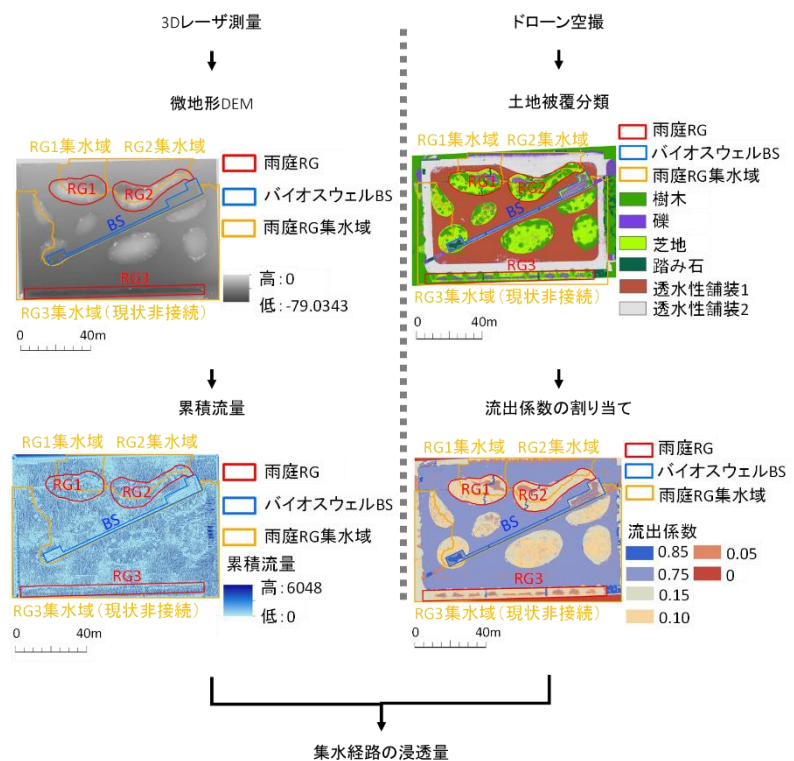 3Dレーザ測量
微地形DEM
RG1集水域 RG2集水域
RG1
RG2
BS
RG3
RG3集水域(現状非接続)
0 40m
雨庭RG
バイオスウェルBS
雨庭RG集水域
高:0
低:-79.0343
累積流量
RG1集水域 RG2集水域
RG1
RG2
BS
RG3
RG3集水域(現状非接続)
0 40m
雨庭RG
バイオスウェルBS
雨庭RG集水域
累積流量
高:6048
低:0
ドローン空撮
土地被覆分類
RG1集水域 RG2集水域
RG1
RG2
BS
RG3
RG3集水域(現状非接続)
0 40m
雨庭RG
バイオスウェルBS
雨庭RG集水域
樹木
礫
芝地
踏み石
透水性舗装1
透水性舗装2
流出係数の割り当て
RG1集水域 RG2集水域
RG1
RG2
BS
RG3
RG3集水域(現状非接続)
0 40m
雨庭RG
バイオスウェルBS
雨庭RG集水域
流出係数
0.85 0.05
0.75 0
0.15
0.10
集水経路の浸透量